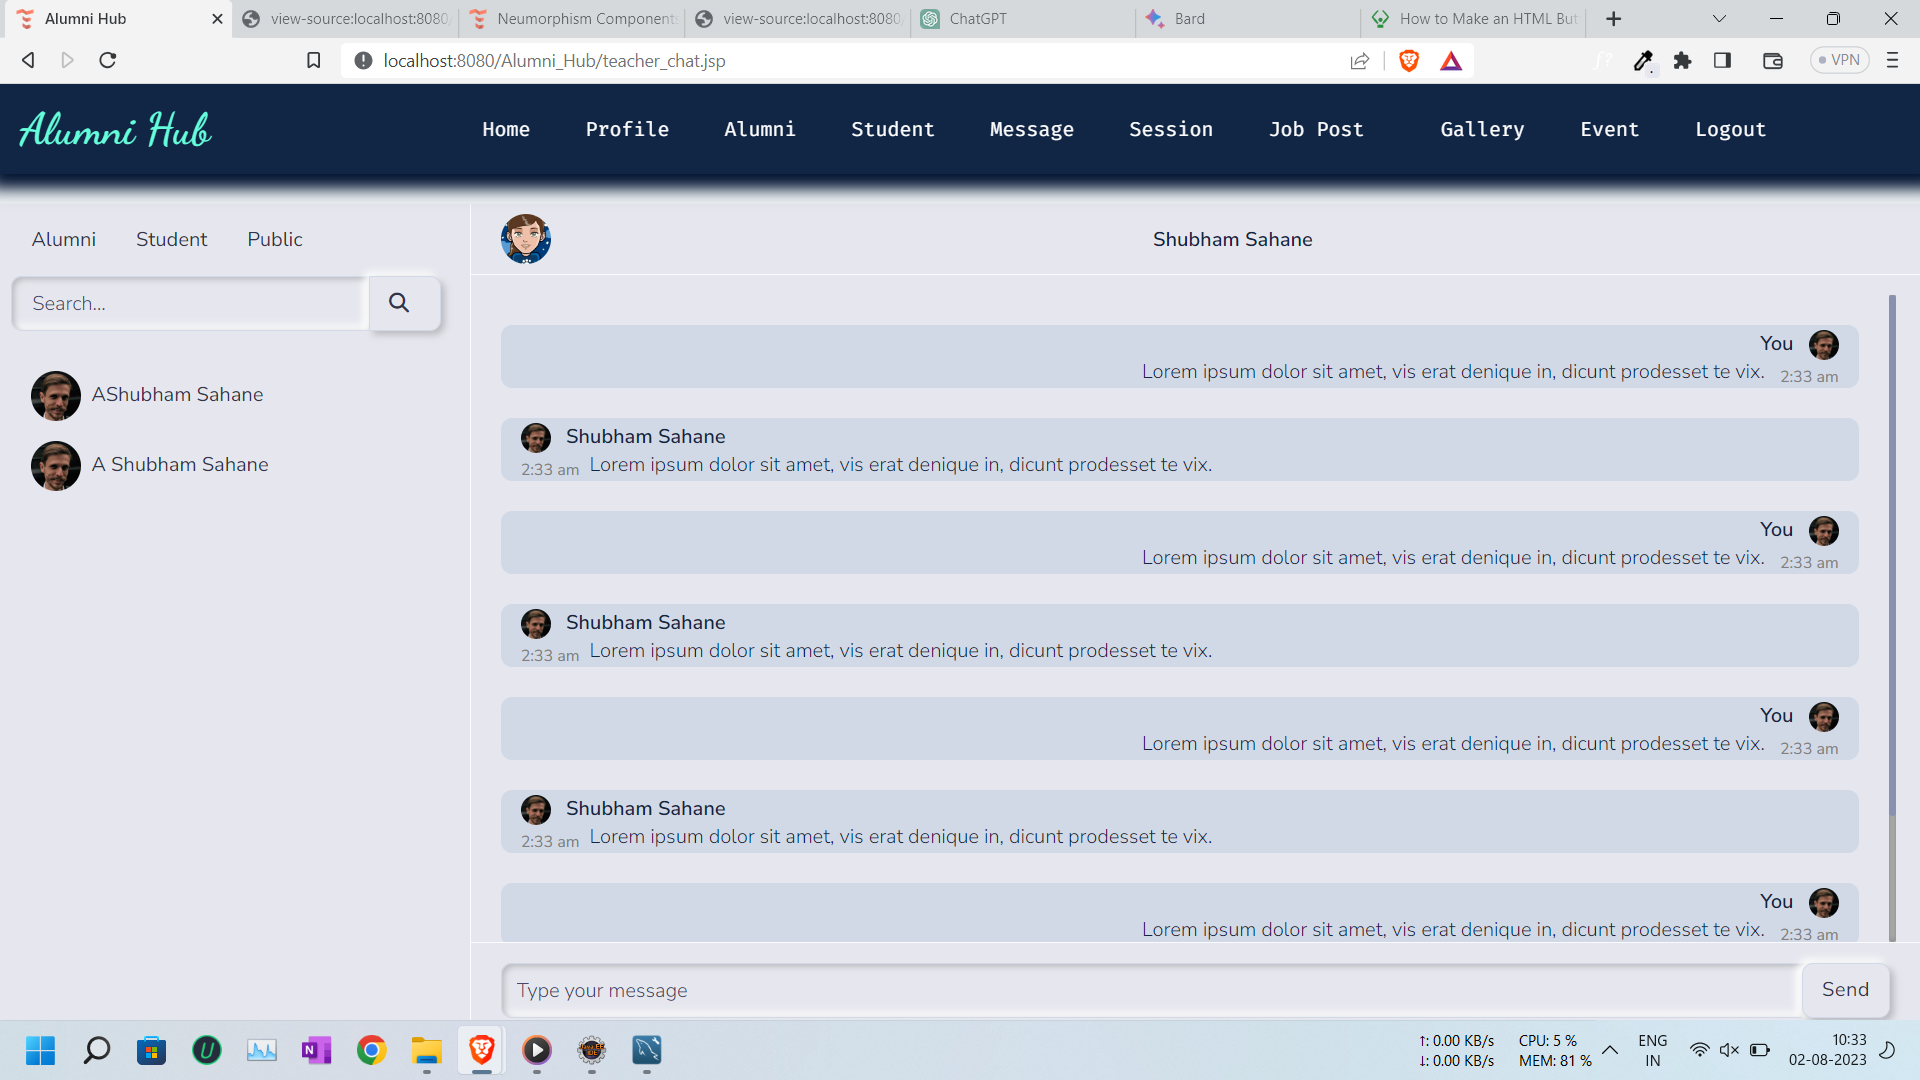 Alumni Hub
view-source:localhost:8080/
Neumorphism Components
view-source:localhost:8080/
ChatGPT
Bard
How to Make an HTML But
localhost:8080/Alumni_Hub/teacher_chat.jsp
f?
VPN
Alumni Hub
Home Profile Alumni Student Message Session Job Post Gallery Event Logout
Alumni Student Public
Search...
AShubham Sahane
A Shubham Sahane
Shubham Sahane
You
Lorem ipsum dolor sit amet, vis erat denique in, dicunt prodesset te vix. 2:33 am
Shubham Sahane
2:33 am Lorem ipsum dolor sit amet, vis erat denique in, dicunt prodesset te vix.
You
Lorem ipsum dolor sit amet, vis erat denique in, dicunt prodesset te vix. 2:33 am
Shubham Sahane
2:33 am Lorem ipsum dolor sit amet, vis erat denique in, dicunt prodesset te vix.
You
Lorem ipsum dolor sit amet, vis erat denique in, dicunt prodesset te vix. 2:33 am
Shubham Sahane
2:33 am Lorem ipsum dolor sit amet, vis erat denique in, dicunt prodesset te vix.
You
Lorem ipsum dolor sit amet, vis erat denique in, dicunt prodesset te vix. 2:33 am
Type your message
Send
↑: 0.00 KB/s CPU: 5 % ENG 10:33
↓: 0.00 KB/s MEM: 81 % IN 02-08-2023